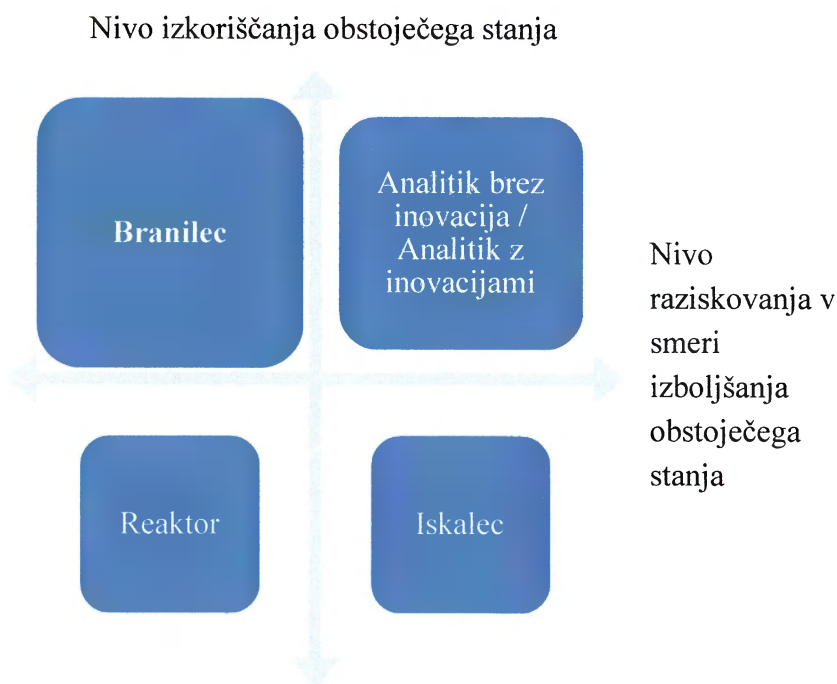 Nivo izkoriščanja obstoječega stanja
Branilec
Analitik brez
inovacija /
Analitik z
inovacijami
Nivo
raziskovanja v
smeri
izboljšanja
obstoječega
stanja
Reaktor
Iskalec